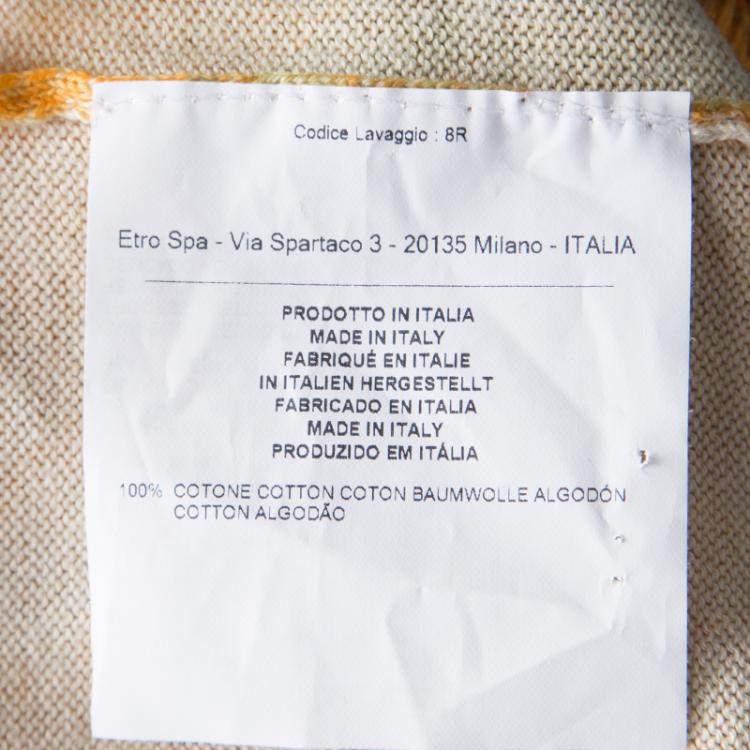 Codice Lavaggio : 8R
Etro Spa - Via Spartaco 3 - 20135 Milano - ITALIA
PRODOTTO IN ITALIA
MADE IN ITALY
FABRIQUÉ EN ITALIE
IN ITALIEN HERGESTELLT
FABRICADO EN ITALIA
MADE IN ITALY
PRODUZIDO EM ITÁLIA
100% COTONE COTTON COTON BAUMWOLLE ALGODÓN
COTTON ALGODÃO